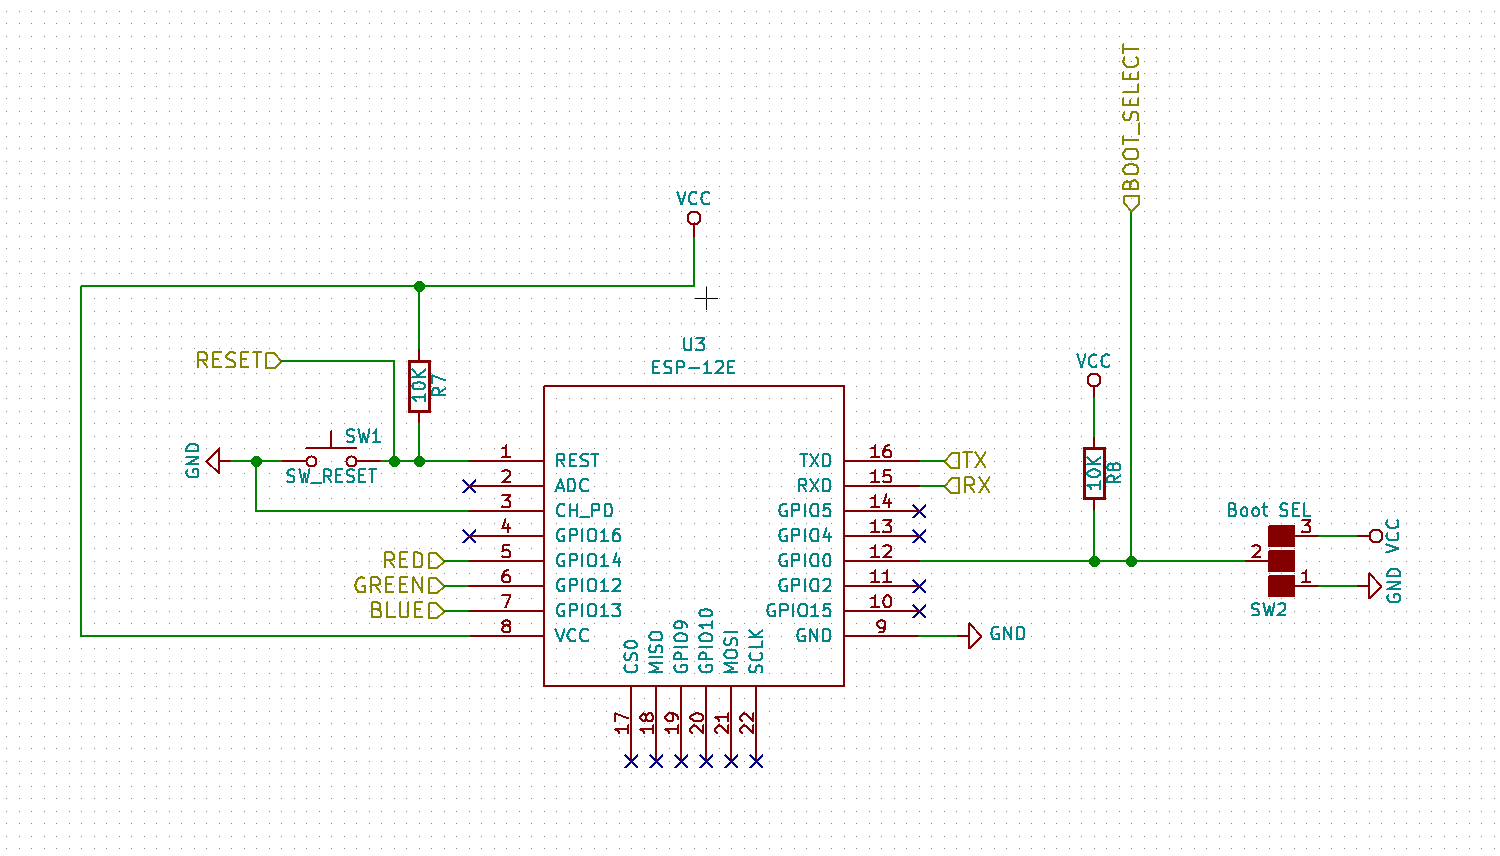 BOOT_SELECT
VCC
U3
ESP-12E
RESET
10K
R7
VCC
GND
SW1
SW_RESET
10K
R8
1 REST
2 ADC
3 CH_PD
4 GPIO16
RED 5 GPIO14
GREEN 6 GPIO12
BLUE 7 GPIO13
8 VCC
TXD 16 TX
RXD 15 RX
GPIO5 14
GPIO4 13
GPIO0 12
GPIO2 11
GPIO15 10
GND 9 GND
CS0 17
MISO 18
GPIO9 19
GPIO10 20
MOSI 21
SCLK 22
Boot SEL
3 VCC
2
1 GND
SW2